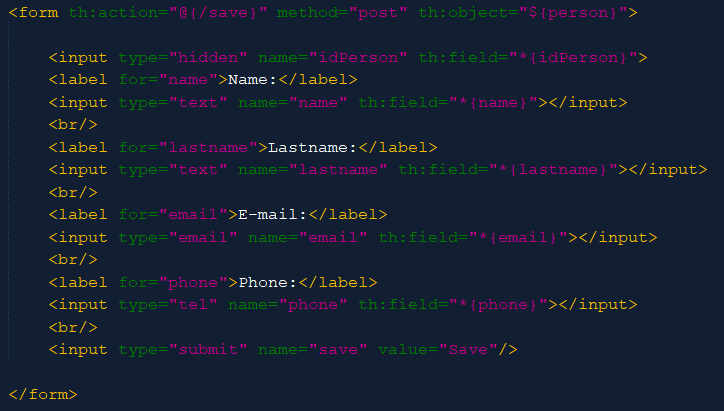 <form th:action="@{/save}" method="post" th:object="${person}">
<input type="hidden" name="idPerson" th:field="*{idPerson}">
<label for="name">Name:</label>
<input type="text" name="name" th:field="*{name}"></input>
<br/>
<label for="lastname">Lastname:</label>
<input type="text" name="lastname" th:field="*{lastname}"></input>
<br/>
<label for="email">E-mail:</label>
<input type="email" name="email" th:field="*{email}"></input>
<br/>
<label for="phone">Phone:</label>
<input type="tel" name="phone" th:field="*{phone}"></input>
<br/>
<input type="submit" name="save" value="Save"/>
</form>